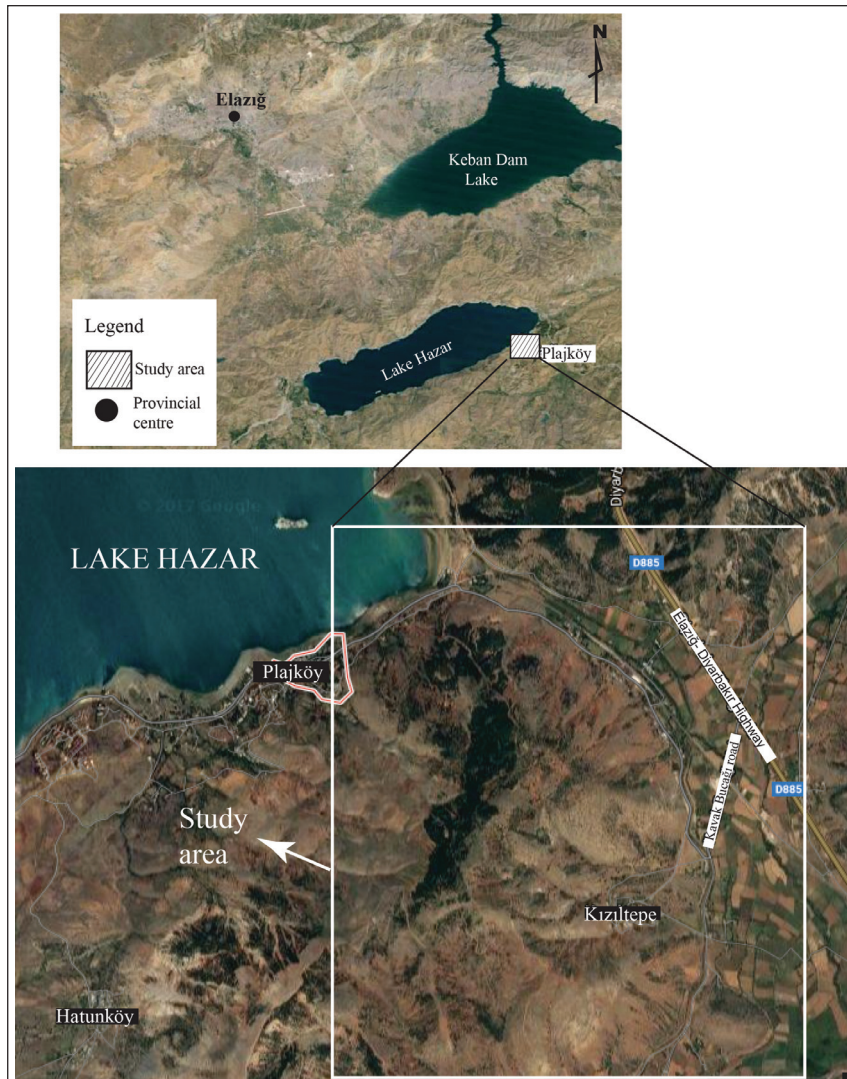 N
Elazığ
Keban Dam
Lake
Legend
Study area
Provincial
centre
Lake Hazar
Plajköy
© 2017 Google
Diyarb
LAKE HAZAR
D885
Elazığ- Diyarbakır Highway
Plajköy
Kavak Bucağı road
D885
Study
area
Kızıltepe
Hatunköy